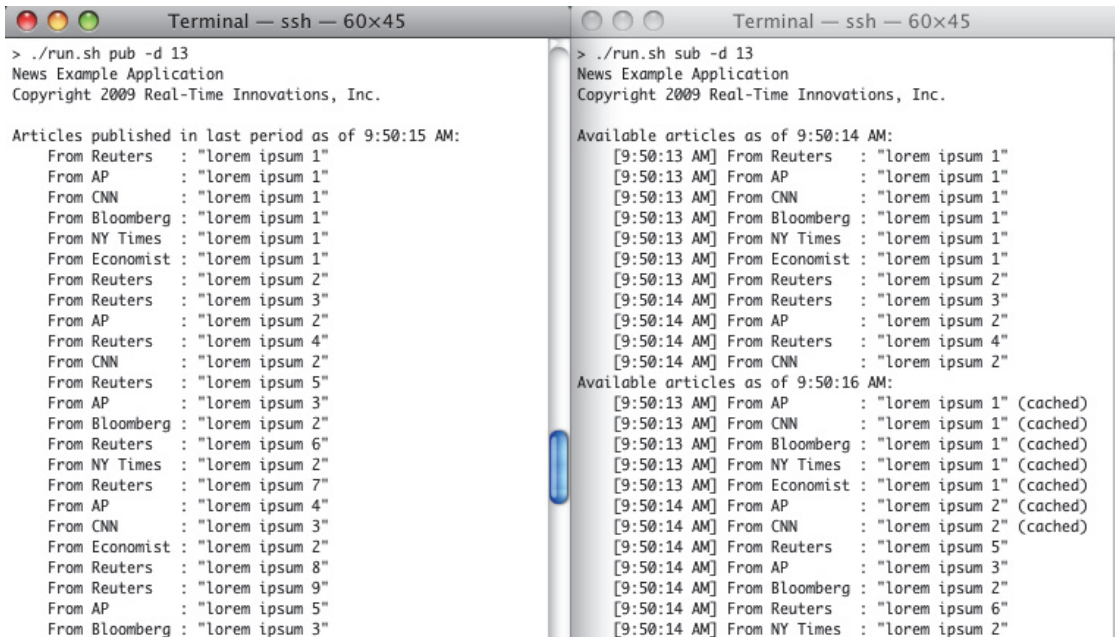 Terminal — ssh — 60×45
> ./run.sh pub -d 13
News Example Application
Copyright 2009 Real-Time Innovations, Inc.
Articles published in last period as of 9:50:15 AM:
From Reuters : "lorem ipsum 1"
From AP : "lorem ipsum 1"
From CNN : "lorem ipsum 1"
From Bloomberg : "lorem ipsum 1"
From NY Times : "lorem ipsum 1"
From Economist : "lorem ipsum 1"
From Reuters : "lorem ipsum 2"
From Reuters : "lorem ipsum 3"
From AP : "lorem ipsum 2"
From Reuters : "lorem ipsum 4"
From CNN : "lorem ipsum 2"
From Reuters : "lorem ipsum 5"
From AP : "lorem ipsum 3"
From Bloomberg : "lorem ipsum 2"
From Reuters : "lorem ipsum 6"
From NY Times : "lorem ipsum 2"
From Reuters : "lorem ipsum 7"
From AP : "lorem ipsum 4"
From CNN : "lorem ipsum 3"
From Economist : "lorem ipsum 2"
From Reuters : "lorem ipsum 8"
From Reuters : "lorem ipsum 9"
From AP : "lorem ipsum 5"
From Bloomberg : "lorem ipsum 3"
Terminal — ssh — 60×45
> ./run.sh sub -d 13
News Example Application
Copyright 2009 Real-Time Innovations, Inc.
Available articles as of 9:50:14 AM:
[9:50:13 AM] From Reuters : "lorem ipsum 1"
[9:50:13 AM] From AP : "lorem ipsum 1"
[9:50:13 AM] From CNN : "lorem ipsum 1"
[9:50:13 AM] From Bloomberg : "lorem ipsum 1"
[9:50:13 AM] From NY Times : "lorem ipsum 1"
[9:50:13 AM] From Economist : "lorem ipsum 1"
[9:50:13 AM] From Reuters : "lorem ipsum 2"
[9:50:14 AM] From Reuters : "lorem ipsum 3"
[9:50:14 AM] From AP : "lorem ipsum 2"
[9:50:14 AM] From Reuters : "lorem ipsum 4"
[9:50:14 AM] From CNN : "lorem ipsum 2"
Available articles as of 9:50:16 AM:
[9:50:13 AM] From AP : "lorem ipsum 1" (cached)
[9:50:13 AM] From CNN : "lorem ipsum 1" (cached)
[9:50:13 AM] From Bloomberg : "lorem ipsum 1" (cached)
[9:50:13 AM] From NY Times : "lorem ipsum 1" (cached)
[9:50:13 AM] From Economist : "lorem ipsum 1" (cached)
[9:50:14 AM] From AP : "lorem ipsum 2" (cached)
[9:50:14 AM] From CNN : "lorem ipsum 2" (cached)
[9:50:14 AM] From Reuters : "lorem ipsum 5"
[9:50:14 AM] From AP : "lorem ipsum 3"
[9:50:14 AM] From Bloomberg : "lorem ipsum 2"
[9:50:14 AM] From Reuters : "lorem ipsum 6"
[9:50:14 AM] From NY Times : "lorem ipsum 2"